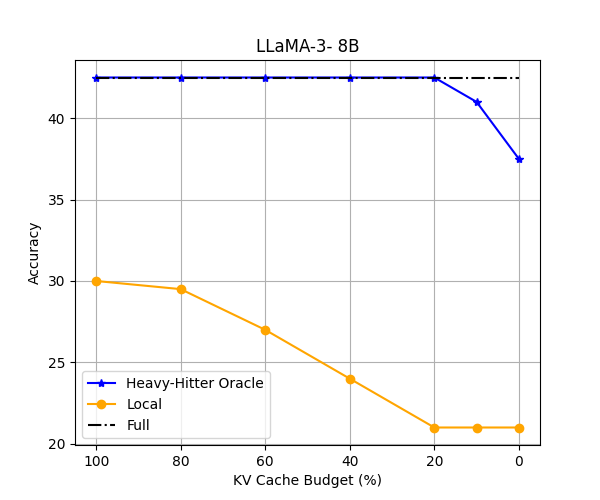 LLaMA-3- 8B
Accuracy
40
35
30
25
20
Heavy-Hitter Oracle
Local
Full
100 80 60 40 20 0
KV Cache Budget (%)